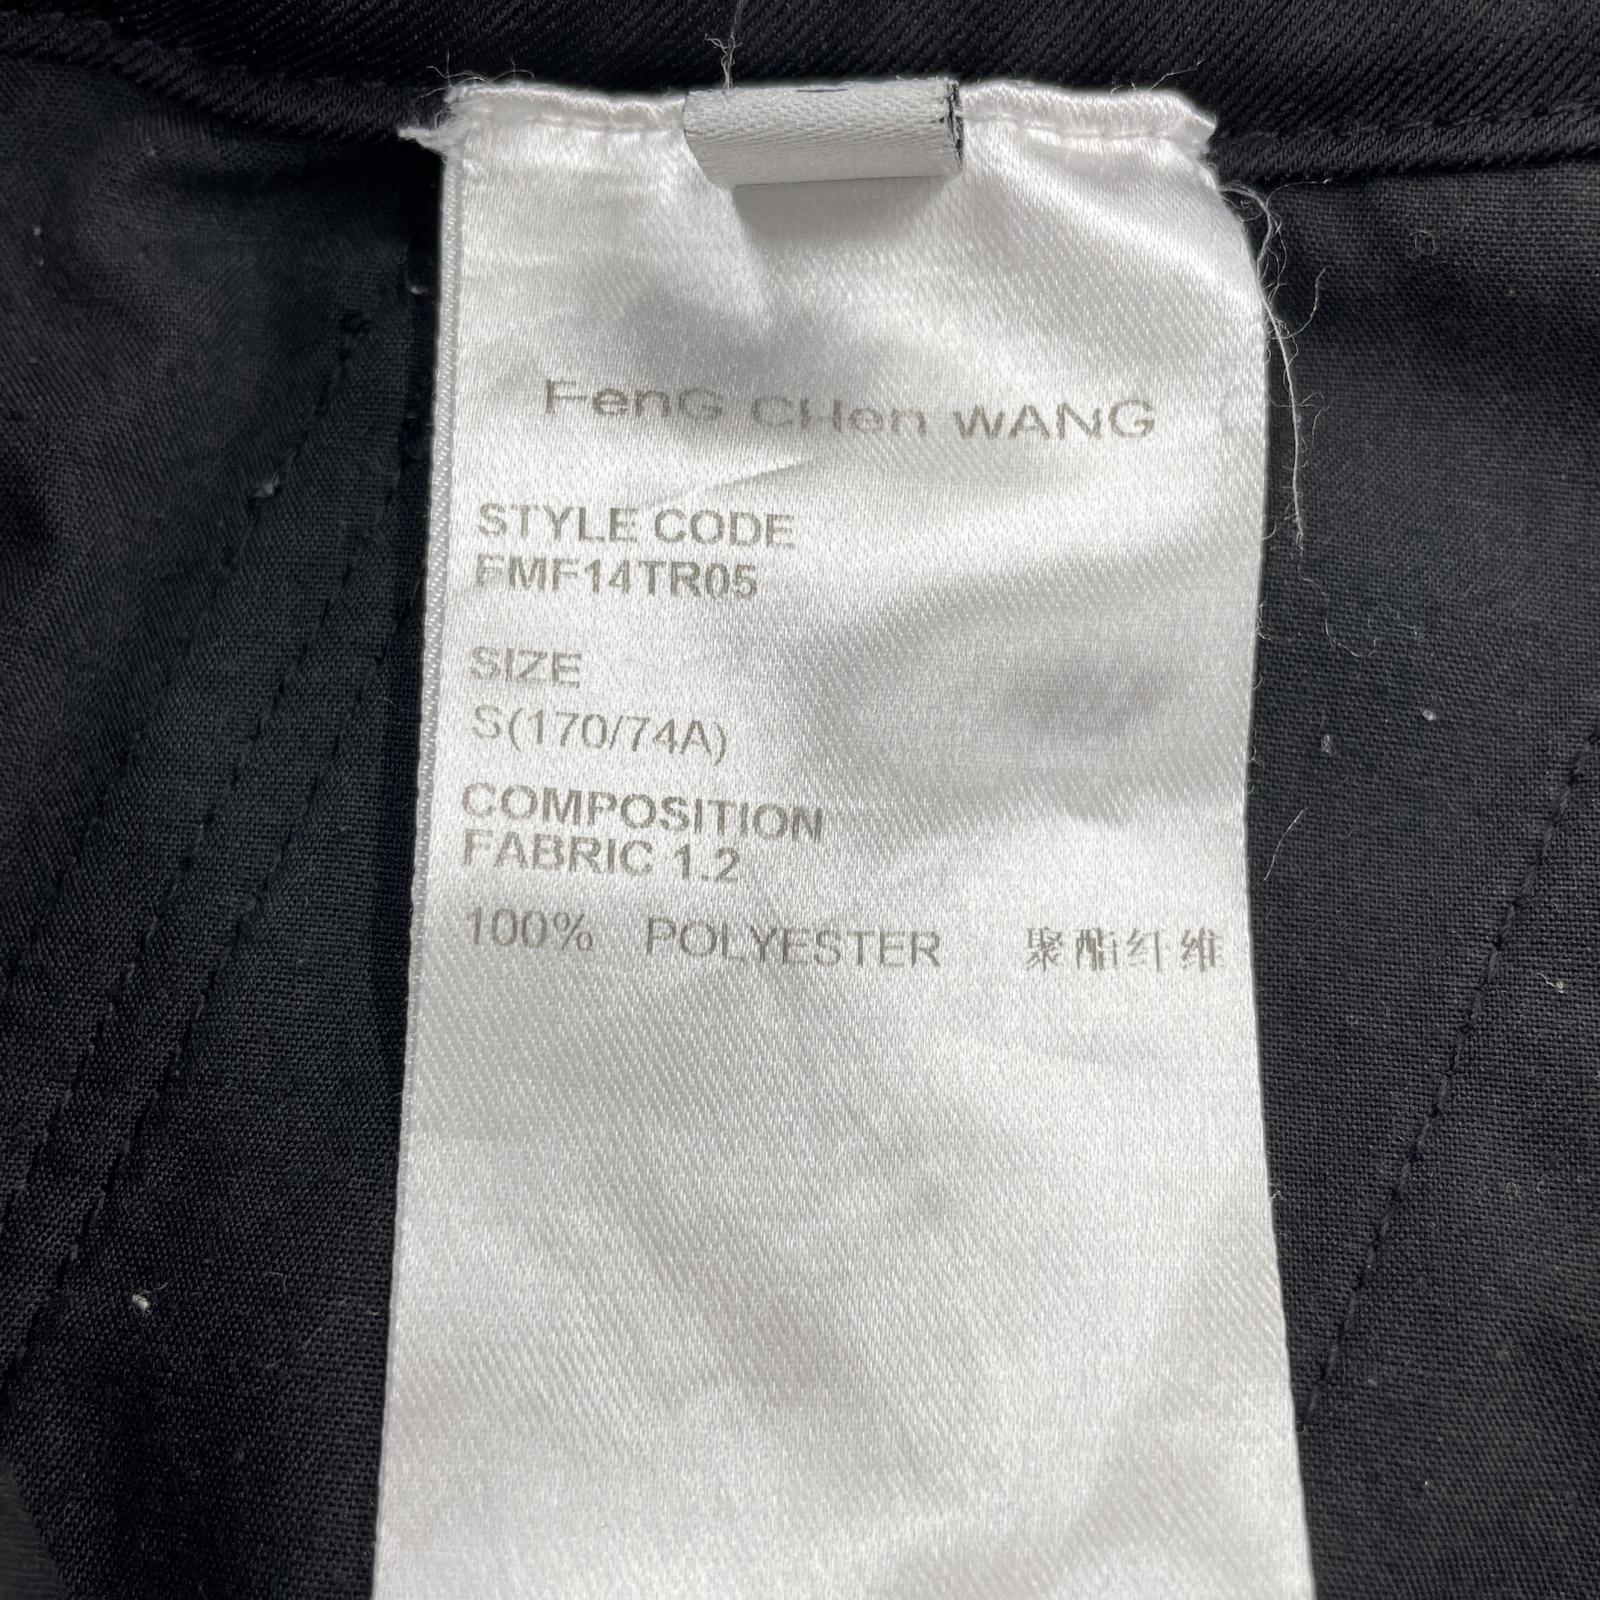 FenG CHen wANG
STYLE CODE
FMF14TR05
SIZE
S(170/74A)
COMPOSITION
FABRIC 1.2
100% POLYESTER 聚酯纤维